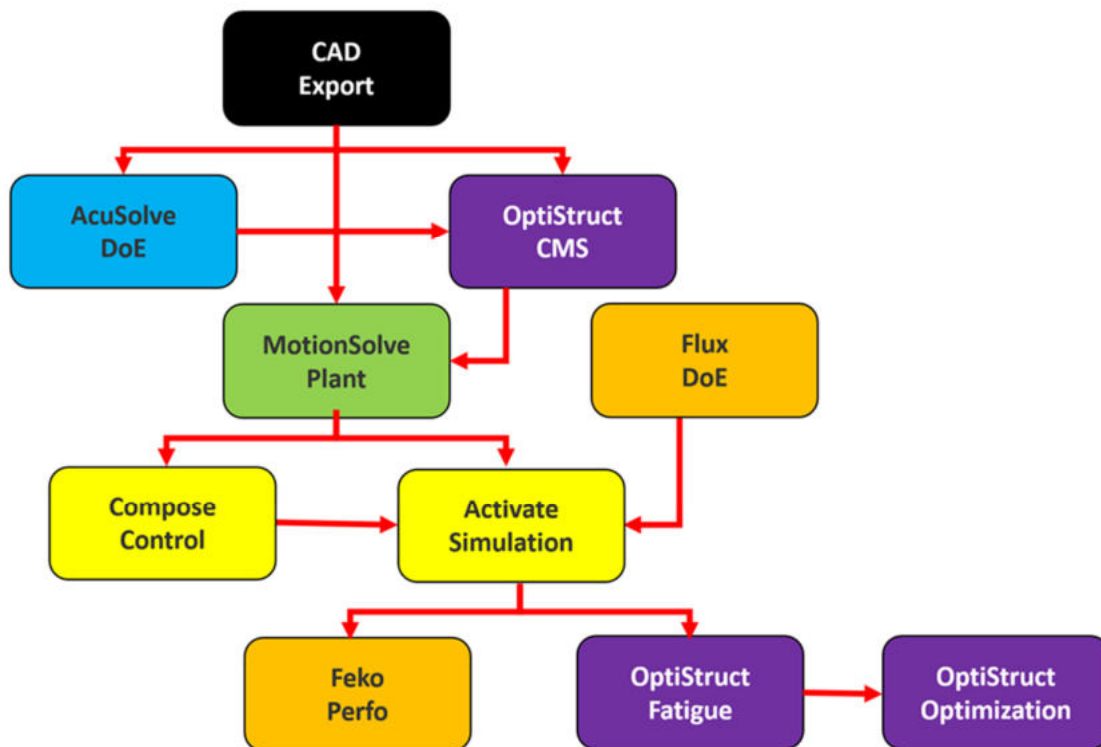 CAD
Export
AcuSolve
DoE
OptiStruct
CMS
MotionSolve
Plant
Flux
DoE
Compose
Control
Activate
Simulation
Feko
Perfo
OptiStruct
Fatigue
OptiStruct
Optimization